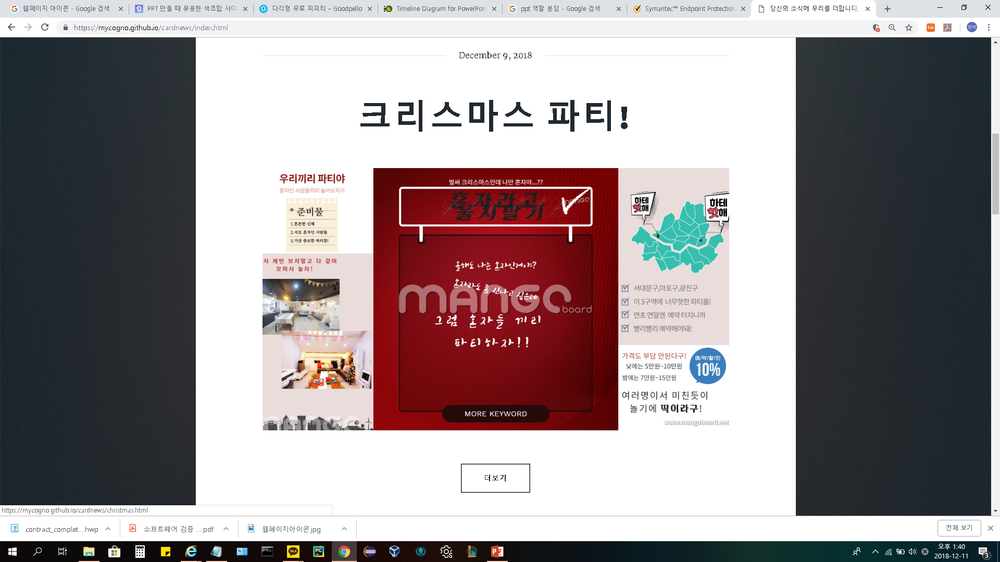 웹페이지 아이콘 - Google 검색
PPT 만들 때 유용한 색조합 사이
다각형 무료 피피티 – Goodpello
Timeline Diagram for PowerPoin
ppt 역할 분담 - Google 검색
Symantec™ Endpoint Protection
당신의 소식에 우리를 더합니다,
https://mycogno.github.io/cardnews/index.html
민석
December 9, 2018
크리스마스 파티!
우리끼리 파티야
혼자인 사람들끼리 놀아보자구
* 준비물
1.튼튼한 신체
2.서로 혼자인 사람들
3.가장 중요한 파티룸!
서 케빈 보지말고 다 같이
모여서 놀자!
벌써 크리스마스인데 나만 혼자야...??
올해도 나는 혼자인거야?
혼자라도 좀 신나고 싶은데
mango board
그럼 혼자들 끼리
파티하자!!
MORE KEYWORD
하테
핫해
하테
핫해
서대문구,마포구,광진구
이 3구역에 너무핫한 파티룸!
연초 연말엔 예약 터지니까
빨리빨리 예약해야돼!
가격도 부담 안된다구!
낮에는 5만원~10만원
밤에는 7만원~15만원
예/약/할/인
10%
여러명이서 미친듯이
놀기에 딱이라구!
www.mangoboard.net
더보기
https://mycogno.github.io/cardnews/christmas.html
contract_complet....hwp
소프트웨어 검증 ....pdf
웹페이지아이콘.jpg
전체 보기
TALK
오후 1:40
2018-12-11
3